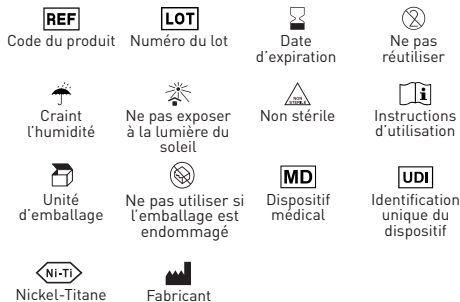 REF
Code du produit
LOT
Numéro du lot
Date
d'expiration
2
Ne pas
réutiliser
Craint
l'humidité
Ne pas exposer
à la lumière du
soleil
NON
STERILE
Non stérile
i
Instructions
d'utilisation
Unité
d'emballage
Ne pas utiliser si
l'emballage est
endommagé
MD
Dispositif
médical
UDI
Identification
unique du
dispositif
Ni-Ti
Nickel-Titane
Fabricant